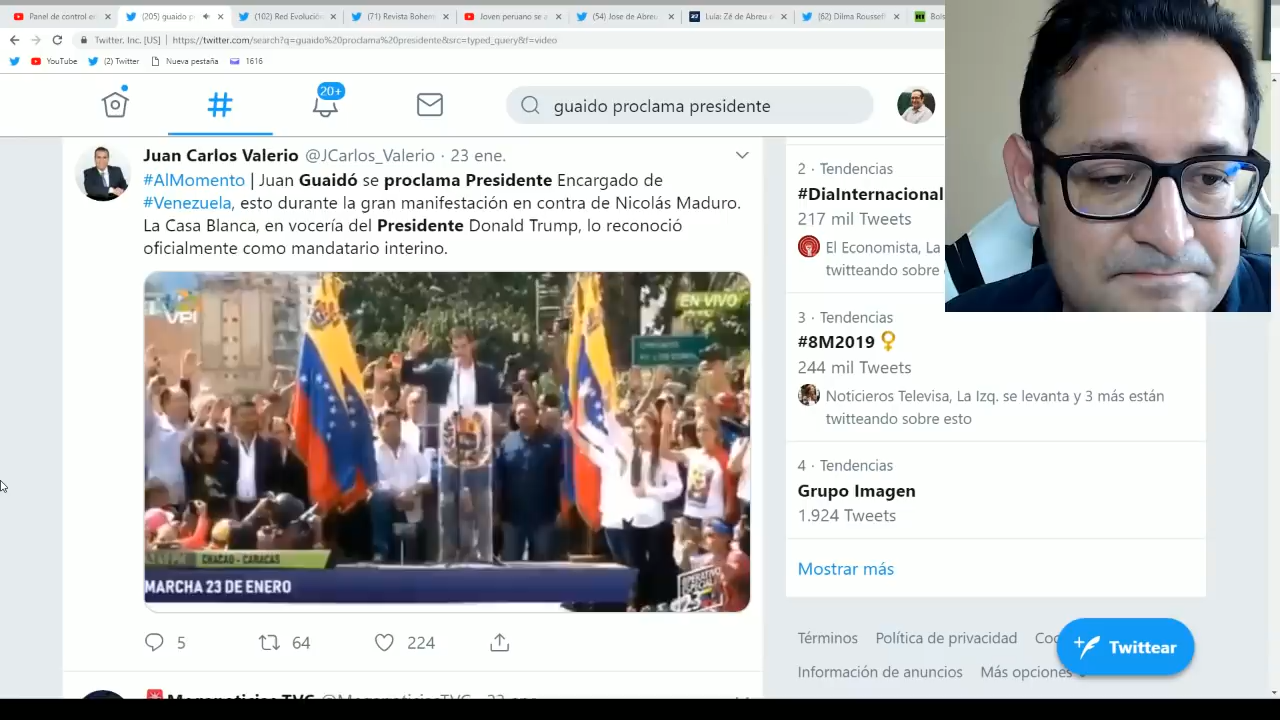 Panel de control e
(205) guaido p
(102) Red Evolución
(71) Revista Bohem
Joven peruano se a
(54) Jose de Abreu
Lula: Zé de Abreu é
(62) Dilma Roussef
Bols
Twitter, Inc. [US] | https://twitter.com/search?q=guaido%20proclama%20presidente&src=typed_query&f=video
YouTube
(2) Twitter
Nueva pestaña
1616
20+
guaido proclama presidente
Juan Carlos Valerio @JCarlos_Valerio · 23 ene.
#AlMomento | Juan Guaidó se proclama Presidente Encargado de
#Venezuela, esto durante la gran manifestación en contra de Nicolás Maduro.
La Casa Blanca, en vocería del Presidente Donald Trump, lo reconoció
oficialmente como mandatario interino.
VPI
EN VIVO
CHACAO - CARACAS
MARCHA 23 DE ENERO
OPERATIVO
ESPECIAL
23
5
64
224
2 · Tendencias
#DiaInternacional
217 mil Tweets
El Economista, La
twitteando sobre
3 · Tendencias
#8M2019
244 mil Tweets
Noticieros Televisa, La Izq. se levanta y 3 más están
twitteando sobre esto
4 · Tendencias
Grupo Imagen
1.924 Tweets
Mostrar más
Términos
Política de privacidad
Coo
Información de anuncios
Más opciones
Twittear